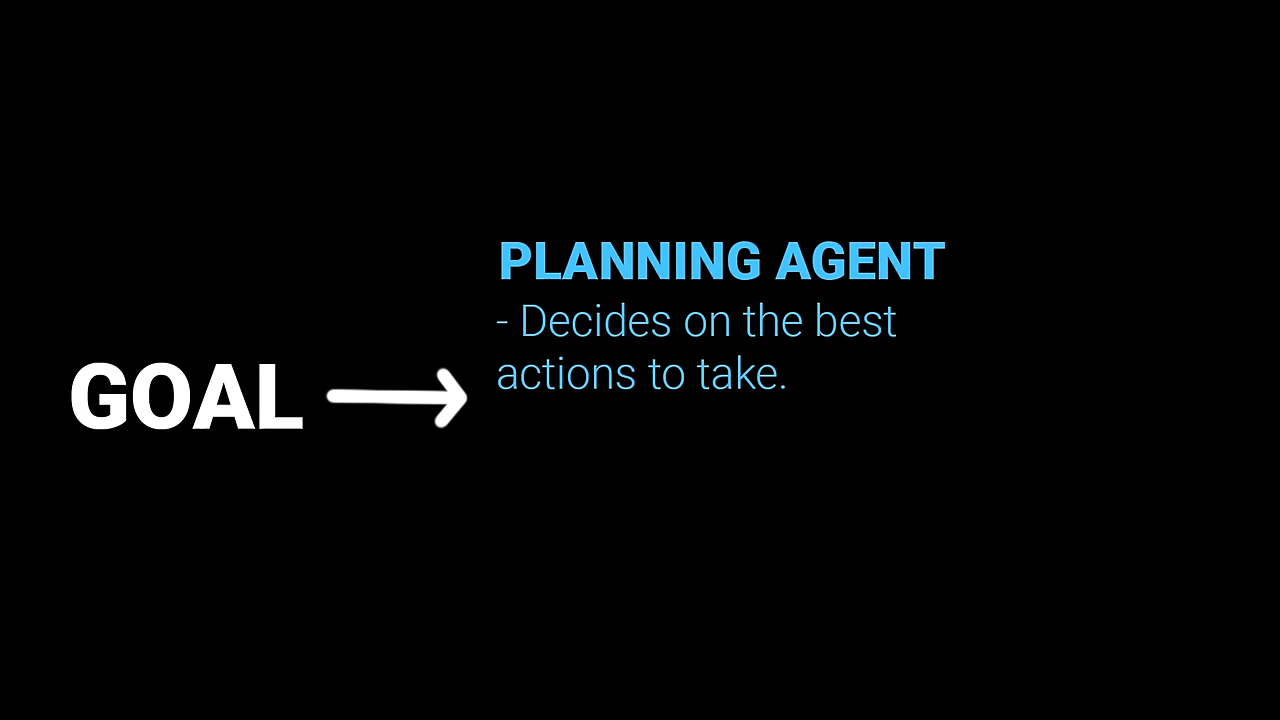 GOAL
PLANNING AGENT
- Decides on the best
actions to take.